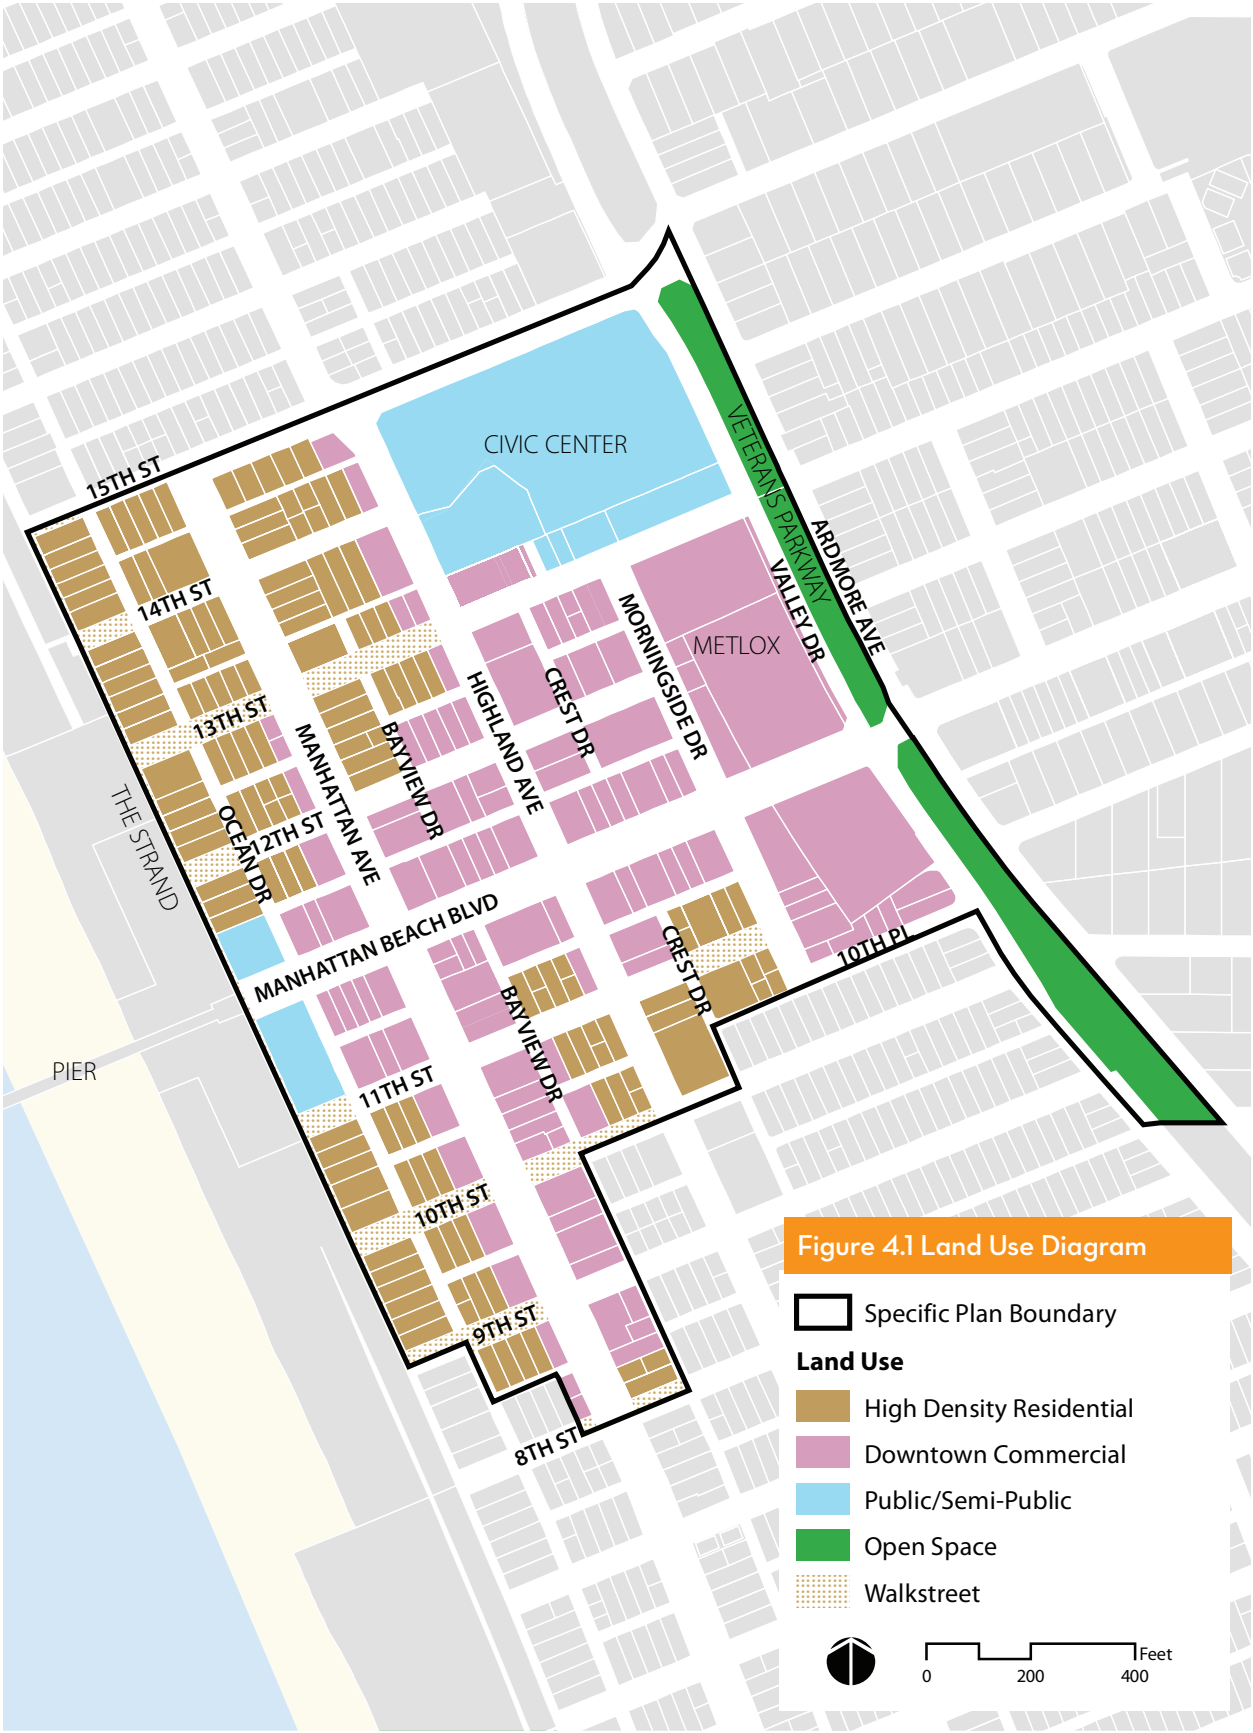 CIVIC CENTER
15TH ST
VETERANS PARKWAY
ARDMORE AVE
VALLEY DR
14TH ST
MORNINGSIDE DR
METLOX
13TH ST
HIGHLAND AVE
CREST DR
MANHATTAN AVE
BAYVIEW DR
THE STRAND
OCEAN DR
12TH ST
MANHATTAN BEACH BLVD
CREST DR
10TH PL
BAYVIEW DR
PIER
11TH ST
10TH ST
9TH ST
8TH ST
Figure 4.1 Land Use Diagram
Specific Plan Boundary
Land Use
High Density Residential
Downtown Commercial
Public/Semi-Public
Open Space
Walkstreet
Feet
0 200 400